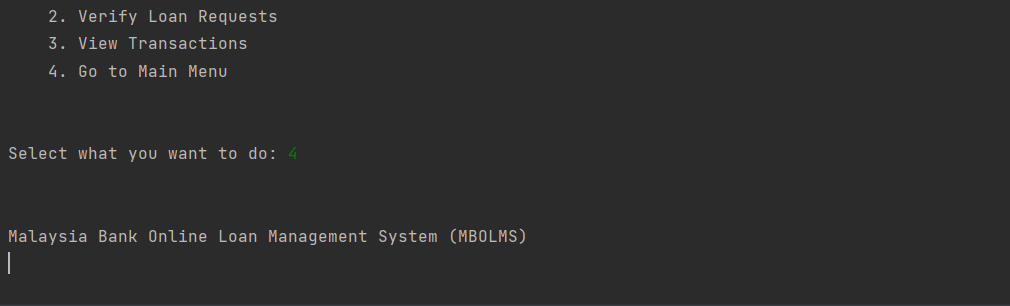 2. Verify Loan Requests
3. View Transactions
4. Go to Main Menu
Select what you want to do: 4
Malaysia Bank Online Loan Management System (MBOLMS)